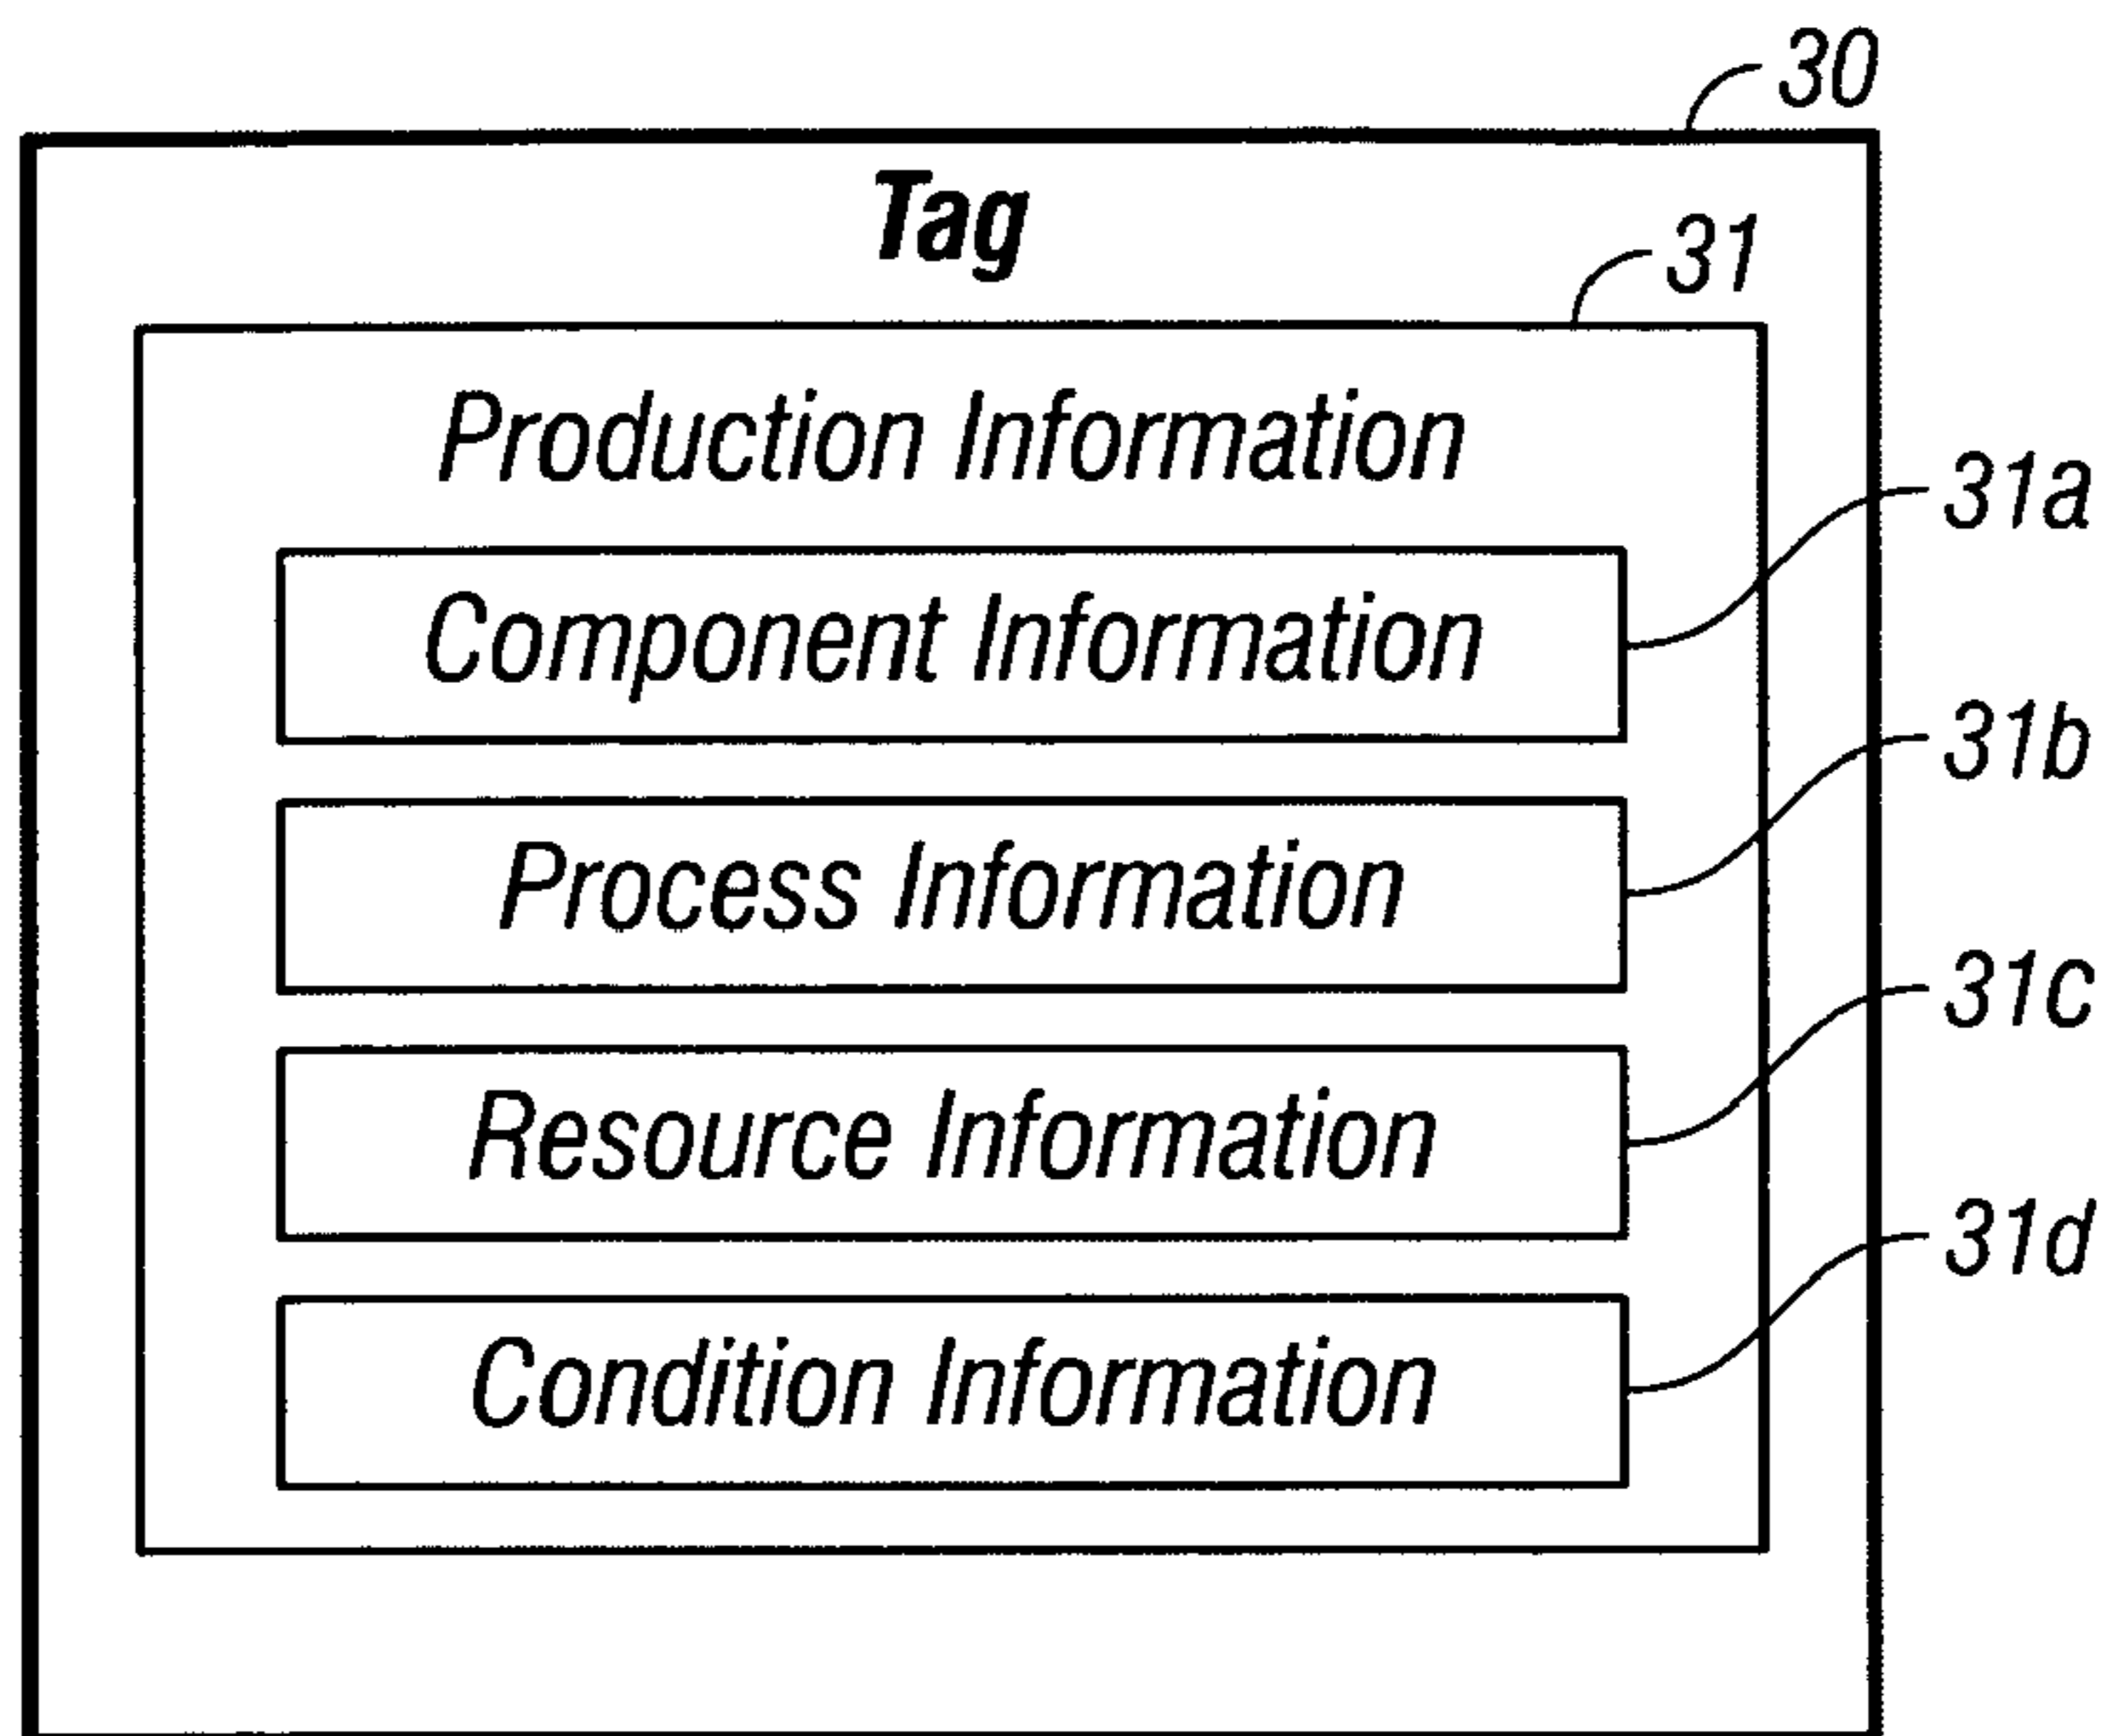 30
Tag
31
Production Information
31a
Component Information
31b
Process Information
31c
Resource Information
31d
Condition Information